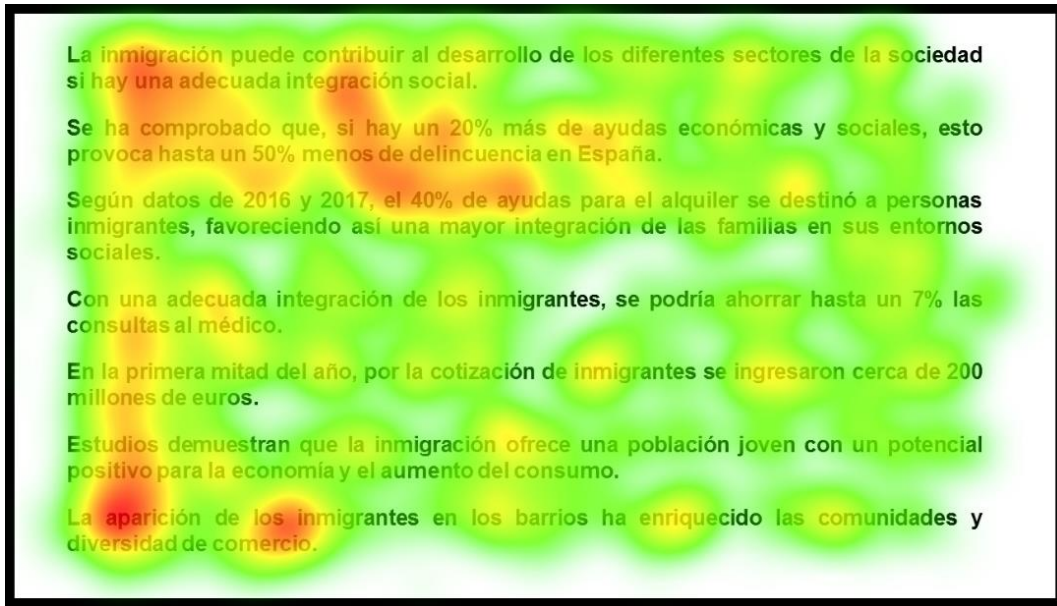 La inmigración puede contribuir al desarrollo de los diferentes sectores de la sociedad
si hay una adecuada integración social.
Se ha comprobado que, si hay un 20% más de ayudas económicas y sociales, esto
provoca hasta un 50% menos de delincuencia en España.
Según datos de 2016 y 2017, el 40% de ayudas para el alquiler se destinó a personas
inmigrantes, favoreciendo así una mayor integración de las familias en sus entornos
sociales.
Con una adecuada integración de los inmigrantes, se podría ahorrar hasta un 7% las
consultas al médico.
En la primera mitad del año, por la cotización de inmigrantes se ingresaron cerca de 200
millones de euros.
Estudios demuestran que la inmigración ofrece una población joven con un potencial
positivo para la economía y el aumento del consumo.
La aparición de los inmigrantes en los barrios ha enriquecido las comunidades y
diversidad de comercio.